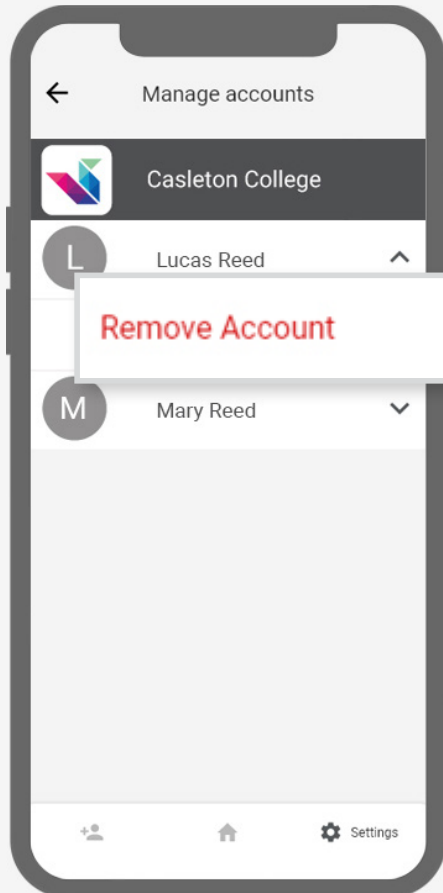 Manage accounts
Casleton College
L
Lucas Reed
Remove Account
M
Mary Reed
Settings